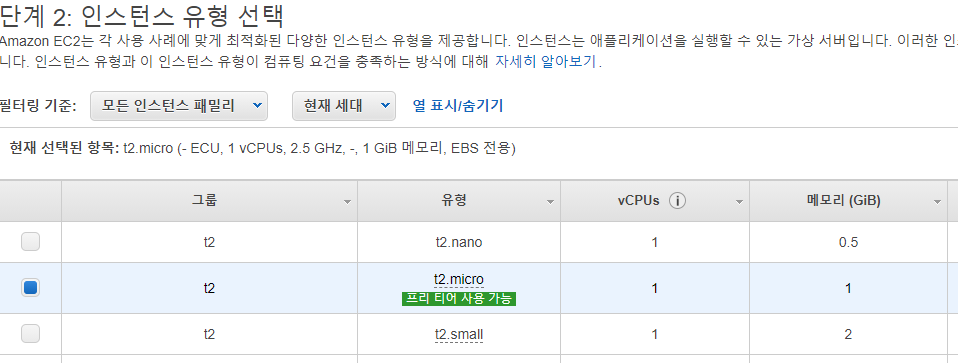 단계 2: 인스턴스 유형 선택
Amazon EC2는 각 사용 사례에 맞게 최적화된 다양한 인스턴스 유형을 제공합니다. 인스턴스는 애플리케이션을 실행할 수 있는 가상 서버입니다. 이러한 인
니다. 인스턴스 유형과 이 인스턴스 유형이 컴퓨팅 요건을 충족하는 방식에 대해 자세히 알아보기.
필터링 기준: 모든 인스턴스 패밀리 현재 세대 열 표시/숨기기
현재 선택된 항목: t2.micro (- ECU, 1 vCPUs, 2.5 GHz, -, 1 GiB 메모리, EBS 전용)
그룹 유형 vCPUs i 메모리 (GiB)
t2 t2.nano 1 0.5
t2 t2.micro 1 1
프리 티어 사용 가능
t2 t2.small 1 2